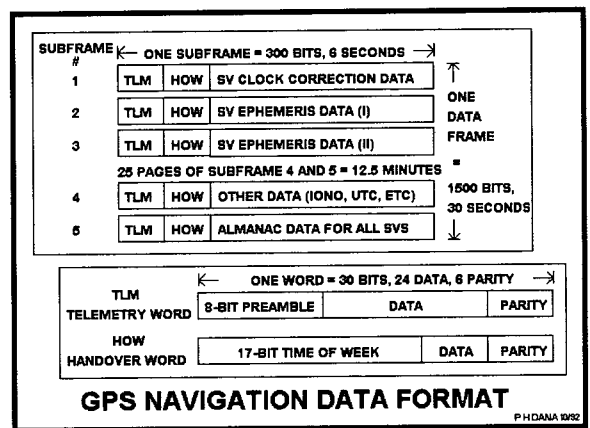 SUBFRAME #
ONE SUBFRAME = 300 BITS, 6 SECONDS
1 TLM HOW SV CLOCK CORRECTION DATA
2 TLM HOW SV EPHEMERIS DATA (I)
3 TLM HOW SV EPHEMERIS DATA (II)
ONE
DATA
FRAME
=
1500 BITS,
30 SECONDS
25 PAGES OF SUBFRAME 4 AND 5 = 12.5 MINUTES
4 TLM HOW OTHER DATA (IONO, UTC, ETC)
5 TLM HOW ALMANAC DATA FOR ALL SVS
ONE WORD = 30 BITS, 24 DATA, 6 PARITY
TLM
TELEMETRY WORD
8-BIT PREAMBLE DATA PARITY
HOW
HANDOVER WORD
17-BIT TIME OF WEEK DATA PARITY
GPS NAVIGATION DATA FORMAT
P H DANA 10/92